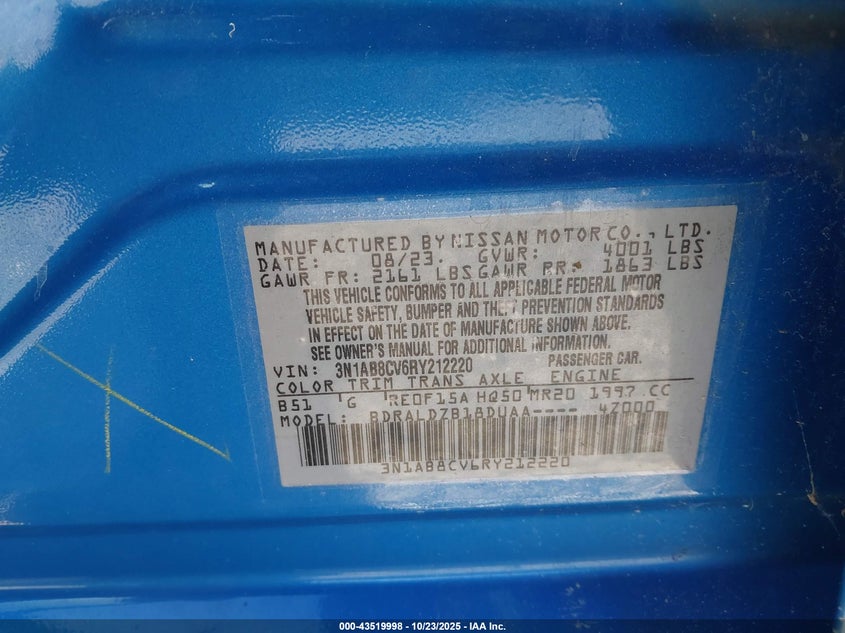 MANUFACTURED BY NISSAN MOTOR CO., LTD.
DATE: 08/23. GVWR: 4001 LBS
GAWR FR: 2161 LBS GAWR RR: 1863 LBS
THIS VEHICLE CONFORMS TO ALL APPLICABLE FEDERAL MOTOR
VEHICLE SAFETY, BUMPER AND THEFT PREVENTION STANDARDS
IN EFFECT ON THE DATE OF MANUFACTURE SHOWN ABOVE.
SEE OWNER'S MANUAL FOR ADDITIONAL INFORMATION.
VIN: 3N1AB8CV6RY212220 PASSENGER CAR.
COLOR TRIM TRANS AXLE ENGINE
B51 G RE0F15A HQ50 MR20 1997 CC
MODEL: BDRALDZB18DUAA---- 4Z000
3N1AB8CV6RY212220
000-43519998 - 10/23/2025 - IAA Inc.